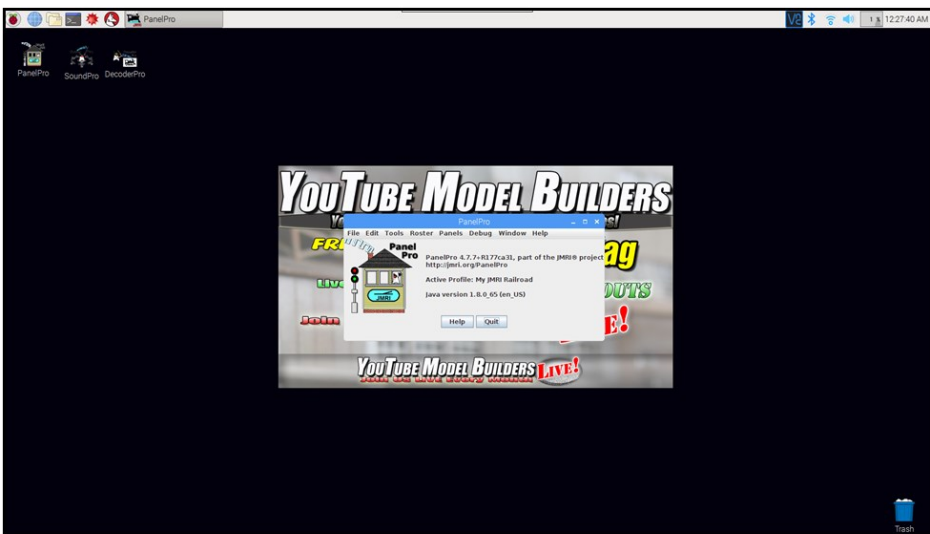 PanelPro
12:27:40 AM
PanelPro
SoundPro
DecoderPro
YOUTUBE MODEL BUILDERS
PanelPro
File Edit Tools Roster Panels Debug Window Help
Panel
Pro
PanelPro 4.7.7+R177ca31, part of the JMRI® project
http://jmri.org/PanelPro
Active Profile: My JMRI Railroad
Java version 1.8.0_65 (en_US)
JMRI
Help Quit
Join
YOUTUBE MODEL BUILDERS LIVE!
Trash